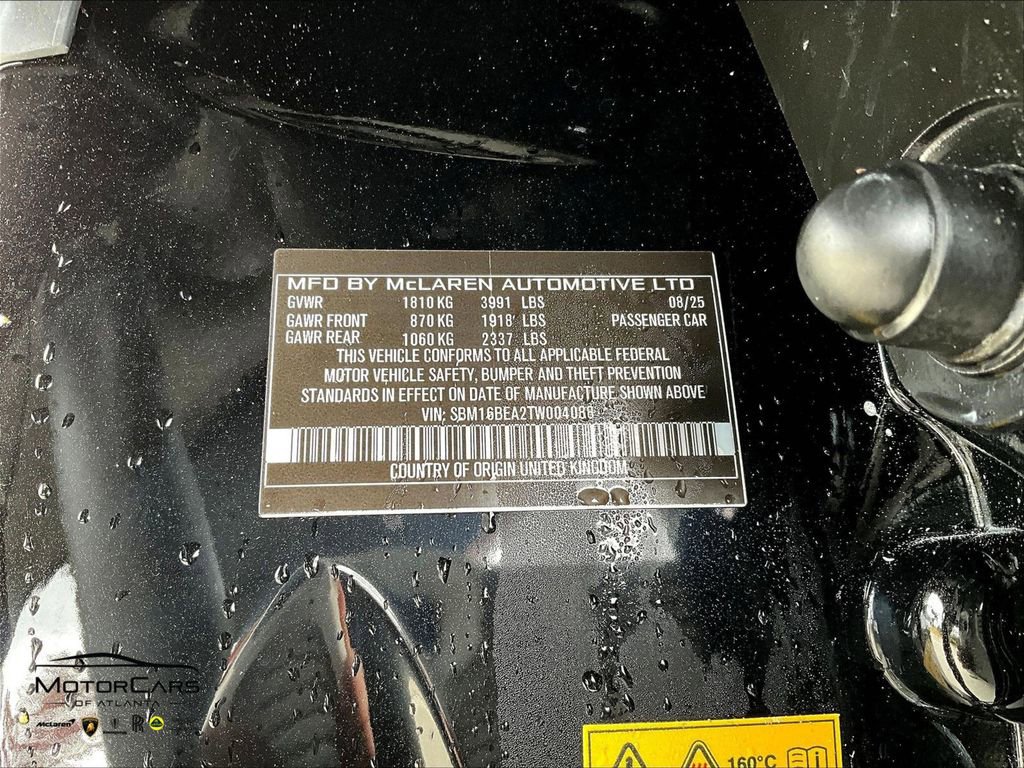 MFD BY McLAREN AUTOMOTIVE LTD
GVWR 1810 KG 3991 LBS 08/25
GAWR FRONT 870 KG 1918 LBS PASSENGER CAR
GAWR REAR 1060 KG 2337 LBS
THIS VEHICLE CONFORMS TO ALL APPLICABLE FEDERAL
MOTOR VEHICLE SAFETY, BUMPER AND THEFT PREVENTION
STANDARDS IN EFFECT ON DATE OF MANUFACTURE SHOWN ABOVE
VIN: SBM16BEA2TW004088
COUNTRY OF ORIGIN UNITED KINGDOM
MOTORCARS
OF ATLANTA
McLaren
160°C